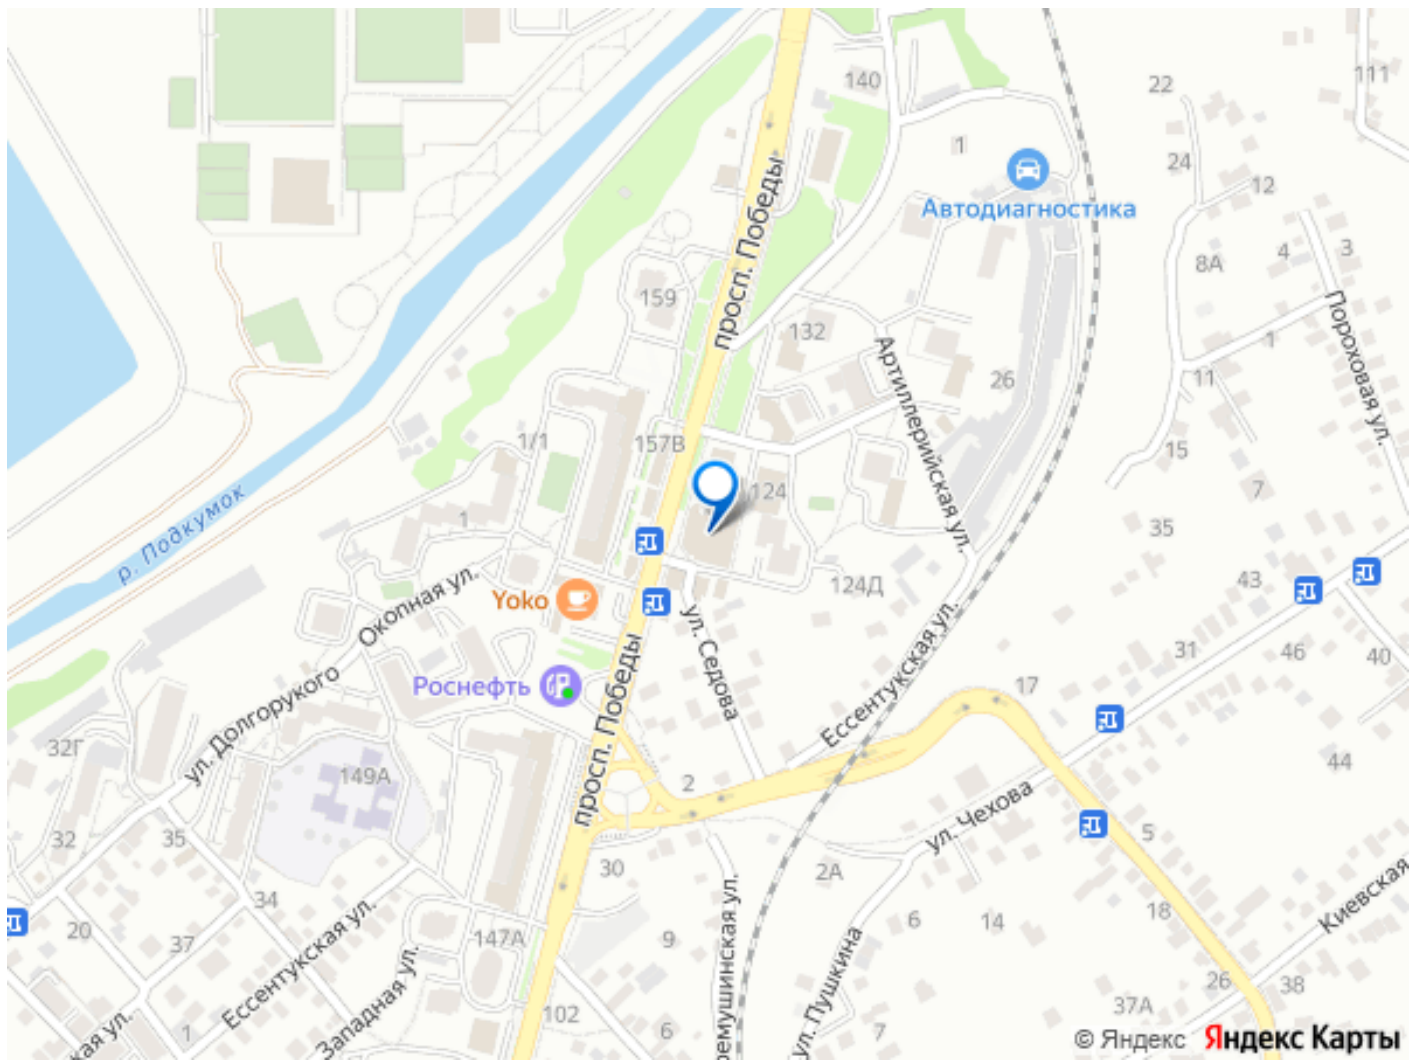 140
111
22
просп. Победы
1
24
Автодиагностика
12
3
4
8А
159
Пороховая ул.
132
1
Артиллерийская ул.
26
11
1/1
157В
15
124
7
р. Подкумок
1
35
Окопная ул.
124Д
43
Yoko
ул. Седова
Ессентукская ул.
31
46
40
Роснефть
просп. Победы
17
ул. Долгорукого
32Г
149А
2
44
ул. Чехова
32
35
5
30
2А
34
Киевская
20
37
147А
9
6
14
18
Ессентукская ул.
Западная ул.
ремушинская ул.
ул. Пушкина
26
38
102
37А
1
6
7
ская ул.
© Яндекс Яндекс Карты